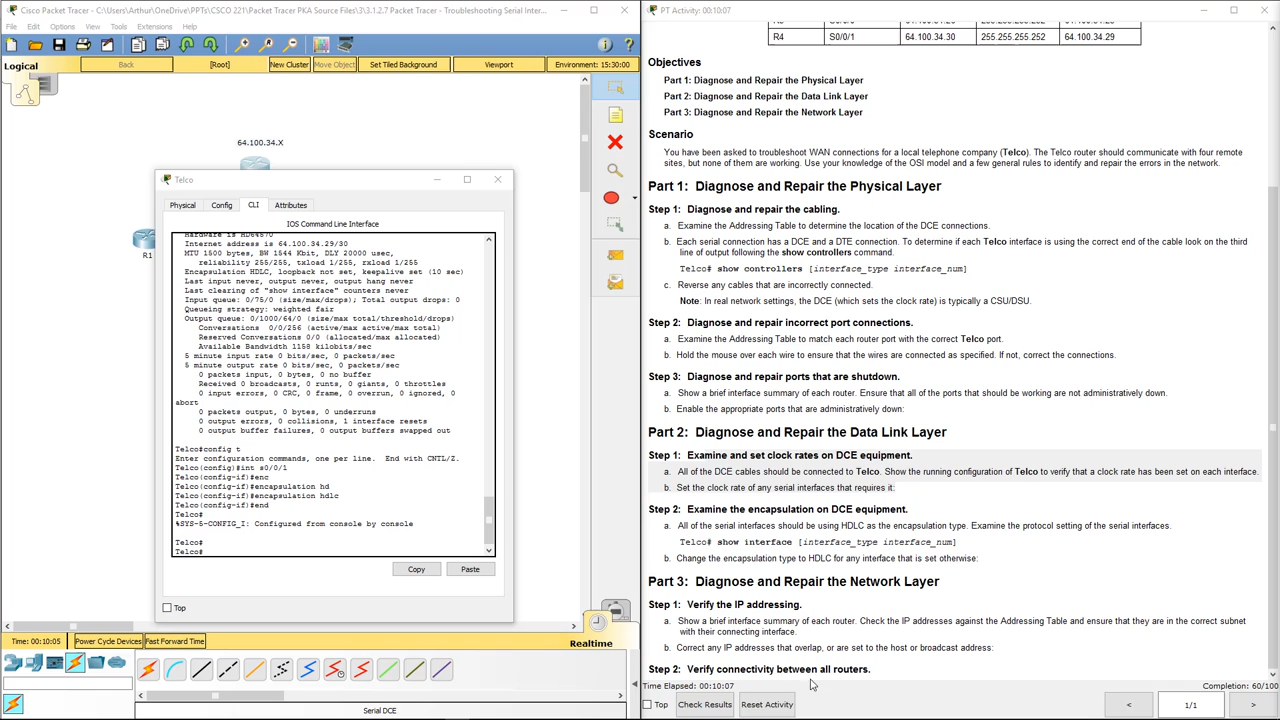 Cisco Packet Tracer - C:\Users\Arthur\OneDrive\PPTs\CSCO 221\Packet Tracer PKA Source Files\3\3.1.2.7 Packet Tracer - Troubleshooting Serial Inter...
File Edit Options View Tools Extensions Help
Logical Back [Root] New Cluster Move Object Set Tiled Background Viewport Environment: 15:30:00
64.100.34.X
R1
Telco
Physical Config CLI Attributes
IOS Command Line Interface
Hardware is HD64570
Internet address is 64.100.34.29/30
MTU 1500 bytes, BW 1544 Kbit, DLY 20000 usec,
reliability 255/255, txload 1/255, rxload 1/255
Encapsulation HDLC, loopback not set, keepalive set (10 sec)
Last input never, output never, output hang never
Last clearing of "show interface" counters never
Input queue: 0/75/0 (size/max/drops); Total output drops: 0
Queueing strategy: weighted fair
Output queue: 0/1000/64/0 (size/max total/threshold/drops)
Conversations 0/0/256 (active/max active/max total)
Reserved Conversations 0/0 (allocated/max allocated)
Available Bandwidth 1158 kilobits/sec
5 minute input rate 0 bits/sec, 0 packets/sec
5 minute output rate 0 bits/sec, 0 packets/sec
0 packets input, 0 bytes, 0 no buffer
Received 0 broadcasts, 0 runts, 0 giants, 0 throttles
0 input errors, 0 CRC, 0 frame, 0 overrun, 0 ignored, 0
abort
0 packets output, 0 bytes, 0 underruns
0 output errors, 0 collisions, 1 interface resets
0 output buffer failures, 0 output buffers swapped out
Telco#config t
Enter configuration commands, one per line. End with CNTL/Z.
Telco(config)#int s0/0/1
Telco(config-if)#enc
Telco(config-if)#encapsulation hd
Telco(config-if)#encapsulation hdlc
Telco(config-if)#end
Telco#
%SYS-5-CONFIG_I: Configured from console by console
Telco#
Telco#
Copy Paste
Top
Realtime
Time: 00:10:05 Power Cycle Devices Fast Forward Time
Serial DCE
PT Activity: 00:10:07
R4 S0/0/1 64.100.34.30 255.255.255.252 64.100.34.29
Objectives
Part 1: Diagnose and Repair the Physical Layer
Part 2: Diagnose and Repair the Data Link Layer
Part 3: Diagnose and Repair the Network Layer
Scenario
You have been asked to troubleshoot WAN connections for a local telephone company (Telco). The Telco router should communicate with four remote
sites, but none of them are working. Use your knowledge of the OSI model and a few general rules to identify and repair the errors in the network.
Part 1: Diagnose and Repair the Physical Layer
Step 1: Diagnose and repair the cabling.
a. Examine the Addressing Table to determine the location of the DCE connections.
b. Each serial connection has a DCE and a DTE connection. To determine if each Telco interface is using the correct end of the cable look on the third
line of output following the show controllers command.
Telco# show controllers [interface_type interface_num]
c. Reverse any cables that are incorrectly connected.
Note: In real network settings, the DCE (which sets the clock rate) is typically a CSU/DSU.
Step 2: Diagnose and repair incorrect port connections.
a. Examine the Addressing Table to match each router port with the correct Telco port.
b. Hold the mouse over each wire to ensure that the wires are connected as specified. If not, correct the connections.
Step 3: Diagnose and repair ports that are shutdown.
a. Show a brief interface summary of each router. Ensure that all of the ports that should be working are not administratively down.
b. Enable the appropriate ports that are administratively down:
Part 2: Diagnose and Repair the Data Link Layer
Step 1: Examine and set clock rates on DCE equipment.
a. All of the DCE cables should be connected to Telco. Show the running configuration of Telco to verify that a clock rate has been set on each interface.
b. Set the clock rate of any serial interfaces that requires it:
Step 2: Examine the encapsulation on DCE equipment.
a. All of the serial interfaces should be using HDLC as the encapsulation type. Examine the protocol setting of the serial interfaces.
Telco# show interface [interface_type interface_num]
b. Change the encapsulation type to HDLC for any interface that is set otherwise:
Part 3: Diagnose and Repair the Network Layer
Step 1: Verify the IP addressing.
a. Show a brief interface summary of each router. Check the IP addresses against the Addressing Table and ensure that they are in the correct subnet
with their connecting interface.
b. Correct any IP addresses that overlap, or are set to the host or broadcast address:
Step 2: Verify connectivity between all routers.
Time Elapsed: 00:10:07 Completion: 60/100
Top Check Results Reset Activity < 1/1 >